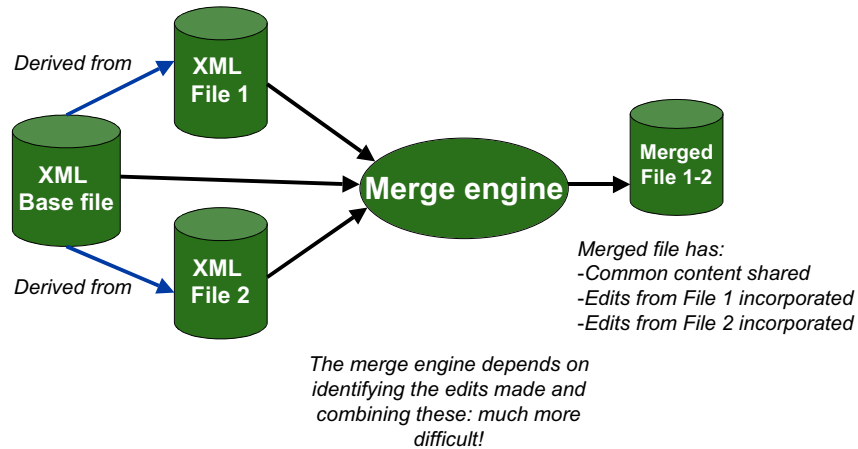 Derived from
XML
File 1
XML
Base file
Merge engine
Merged
File 1-2
Derived from
XML
File 2
Merged file has:
-Common content shared
-Edits from File 1 incorporated
-Edits from File 2 incorporated
The merge engine depends on
identifying the edits made and
combining these: much more
difficult!